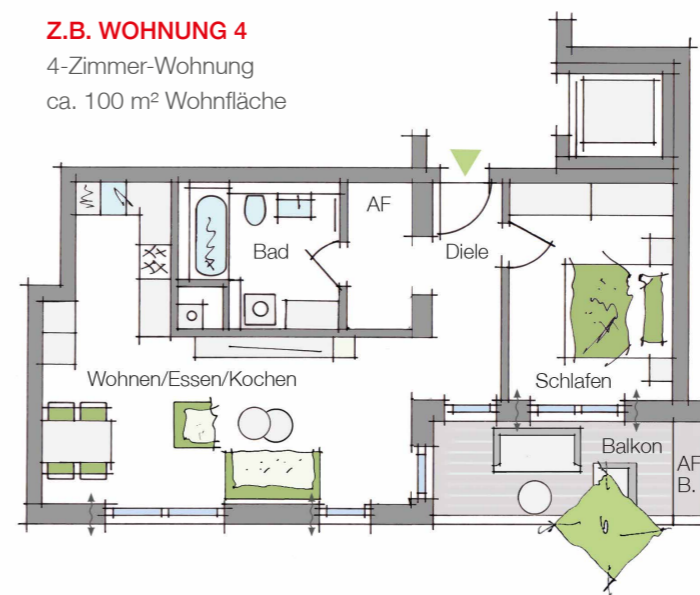 Z.B. WOHNUNG 4
4-Zimmer-Wohnung
ca. 100 m² Wohnfläche
AF
Bad
Diele
Wohnen/Essen/Kochen
Schlafen
Balkon
AF
B.